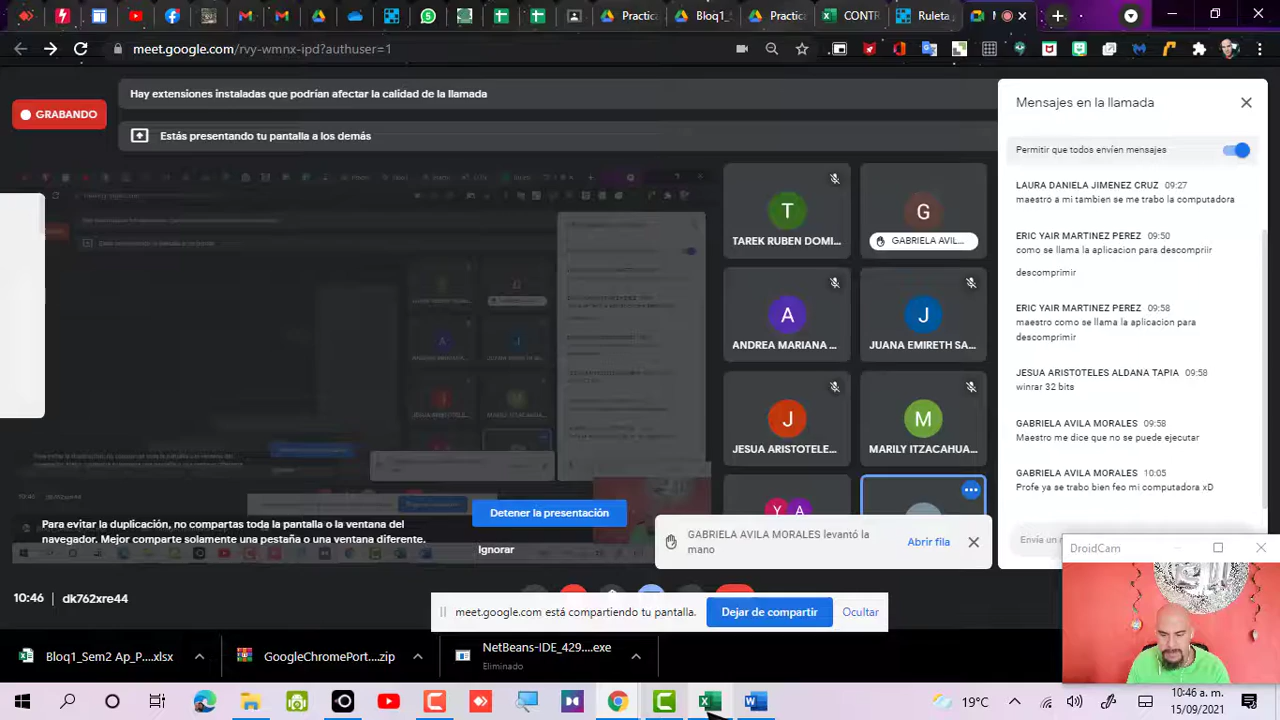 Practic
Bloq1_
Practic
CONTR
Ruleta
meet.google.com/rvy-wmnx-ipd?authuser=1
GRABANDO
Hay extensiones instaladas que podrían afectar la calidad de la llamada
Estás presentando tu pantalla a los demás
Mensajes en la llamada
Permitir que todos envíen mensajes
LAURA DANIELA JIMENEZ CRUZ 09:27
maestro a mi tambien se me trabo la computadora
ERIC YAIR MARTINEZ PEREZ 09:50
como se llama la aplicacion para descompriir
descomprimir
ERIC YAIR MARTINEZ PEREZ 09:58
maestro como se llama la aplicacion para
descomprimir
JESUA ARISTOTELES ALDANA TAPIA 09:58
winrar 32 bits
GABRIELA AVILA MORALES 09:58
Maestro me dice que no se puede ejecutar
GABRIELA AVILA MORALES 10:05
Profe ya se trabo bien feo mi computadora xD
T
TAREK RUBEN DOMI...
G
GABRIELA AVIL...
A
ANDREA MARIANA ...
J
JUANA EMIRETH SA...
J
JESUA ARISTOTELE...
M
MARILY ITZACAHUA...
Y A
Para evitar la duplicación, no compartas toda la pantalla o la ventana del
navegador. Mejor comparte solamente una pestaña o una ventana diferente.
Detener la presentación
Ignorar
GABRIELA AVILA MORALES levantó la
mano
Abrir fila
Envía un m
DroidCam
10:46 dk762xre44
meet.google.com está compartiendo tu pantalla.
Dejar de compartir
Ocultar
Bloq1_Sem2 Ap_P....xlsx
GoogleChromePort....zip
NetBeans-IDE_429....exe
Eliminado
19°C
10:46 a. m.
15/09/2021